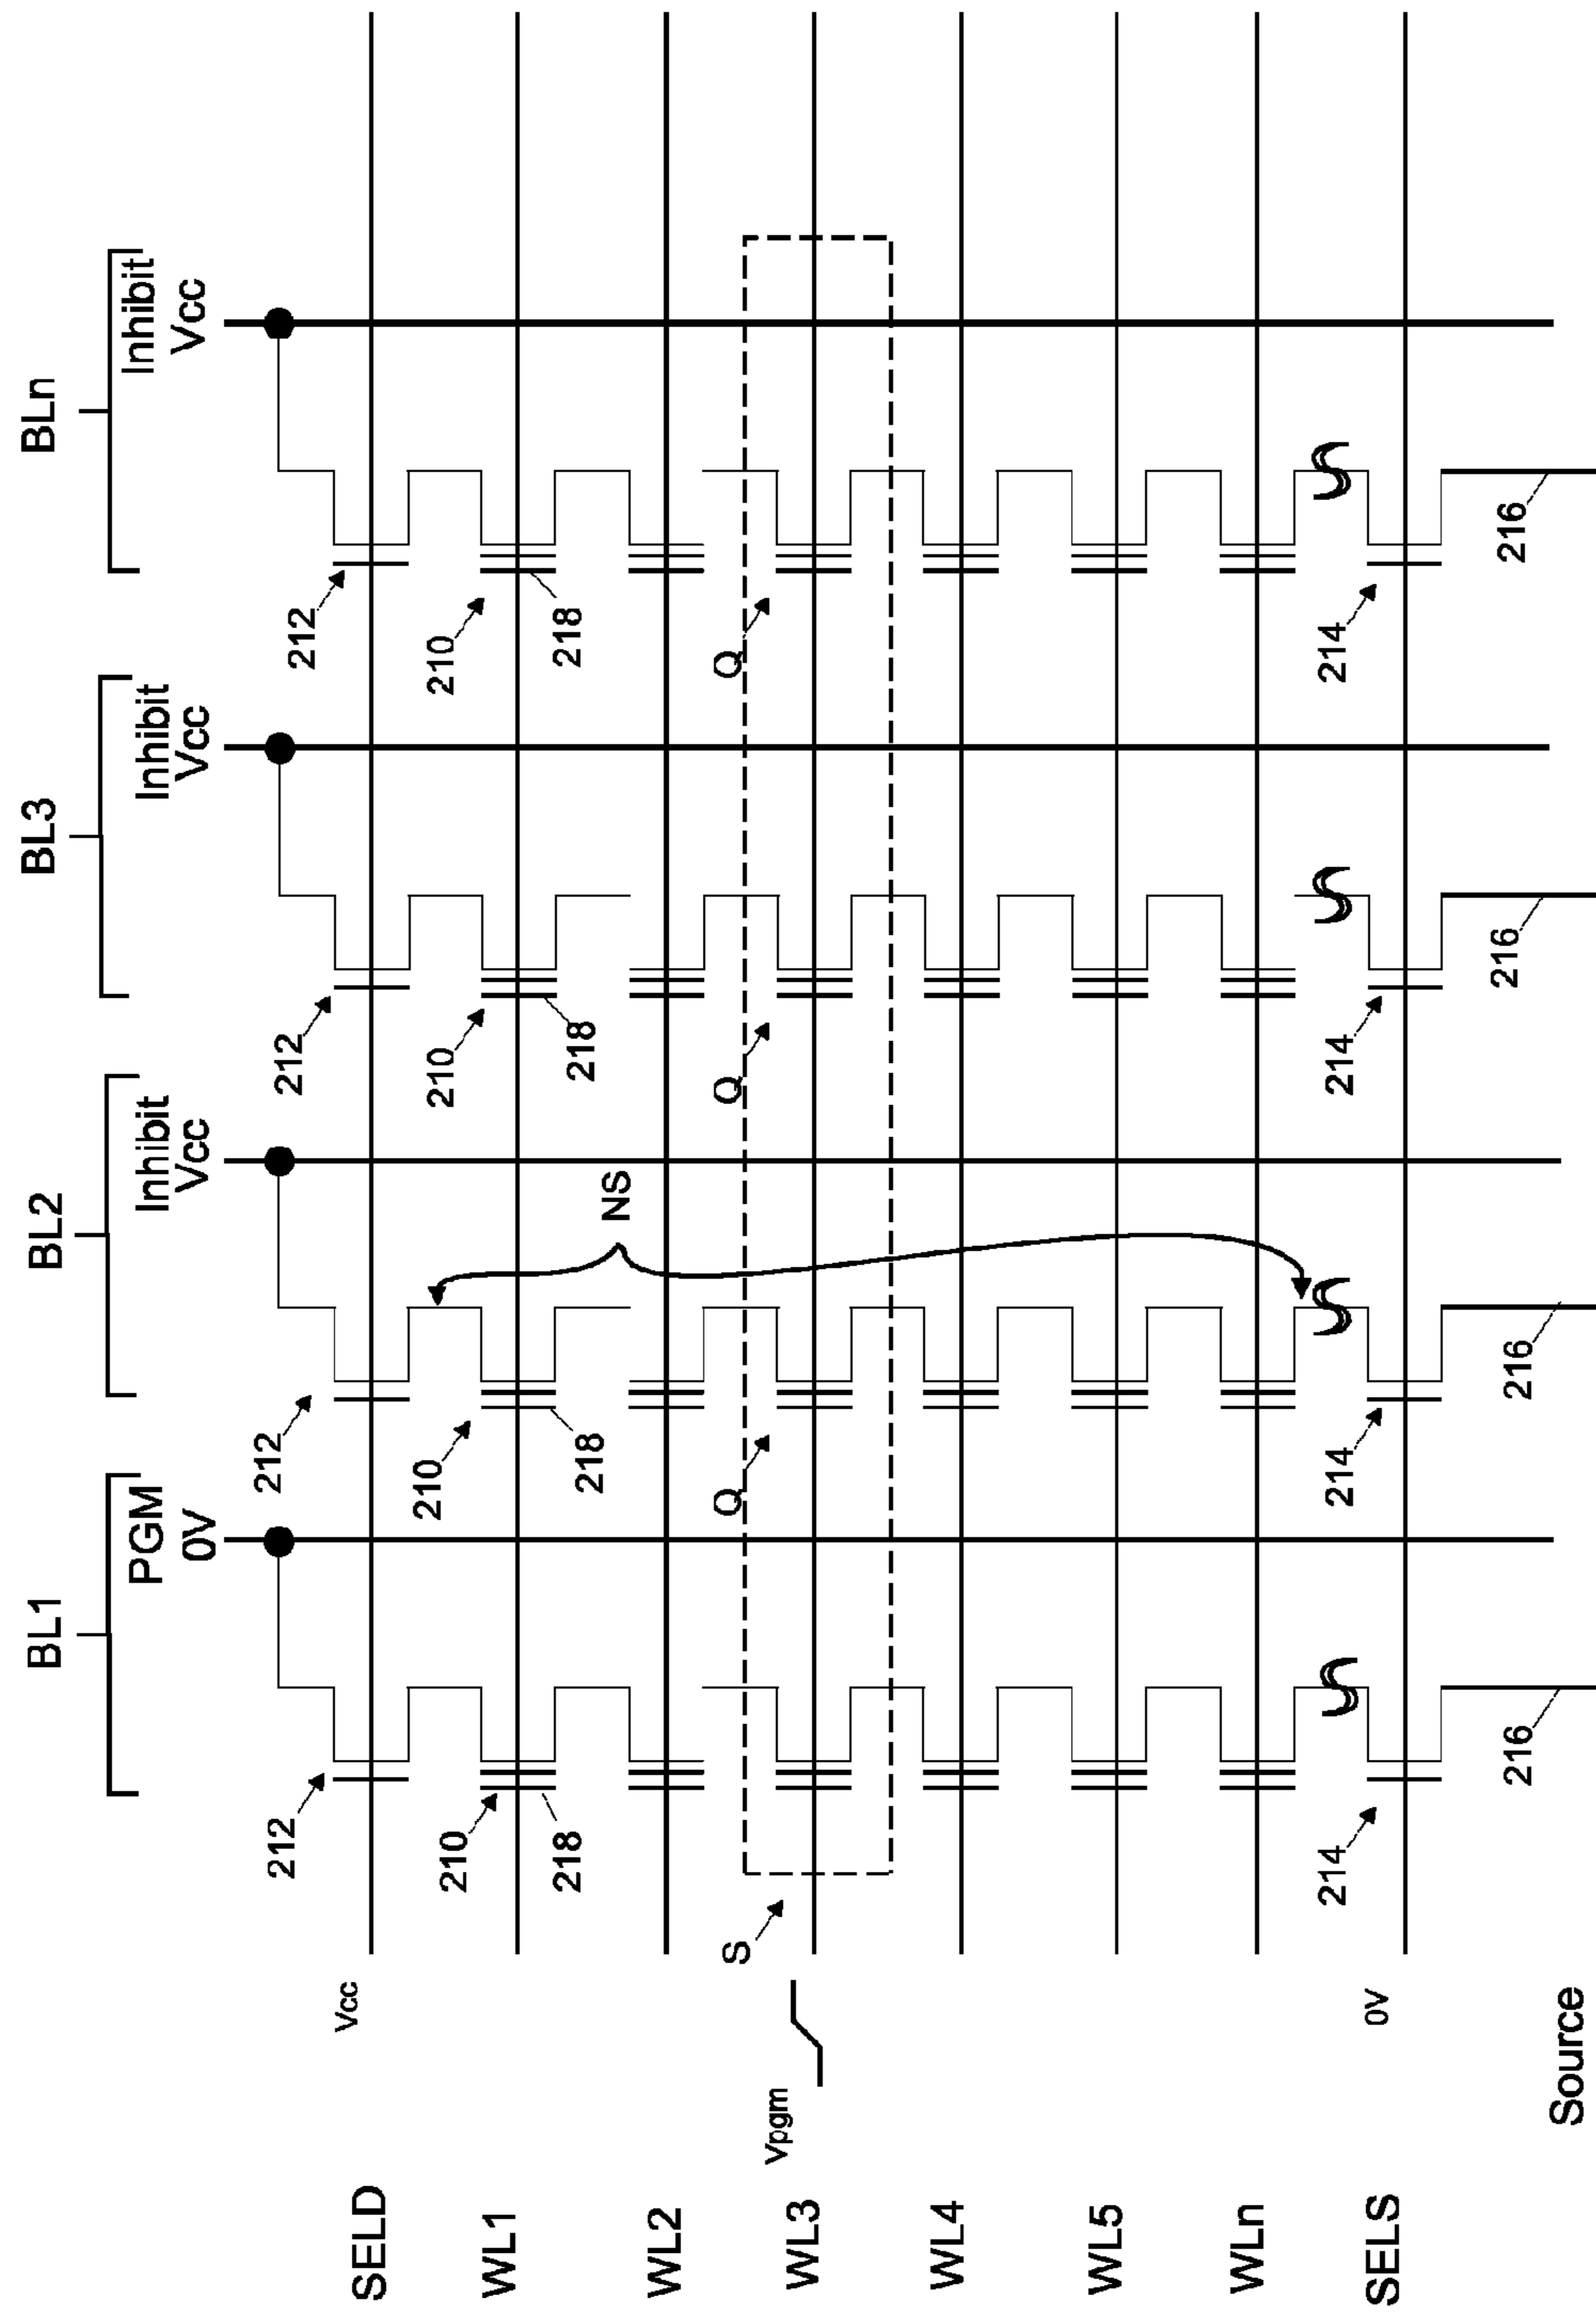 BL1
BL2
BL3
BLn
PGM
Inhibit
Inhibit
Inhibit
0V
Vcc
Vcc
Vcc
SELD
Vcc
212
212
212
212
WL1
210
210
210
210
218
218
218
218
NS
WL2
S
Q
Q
Q
WL3
Vpgm
WL4
WL5
WLn
SELS
0V
214
214
214
214
216
216
216
216
Source